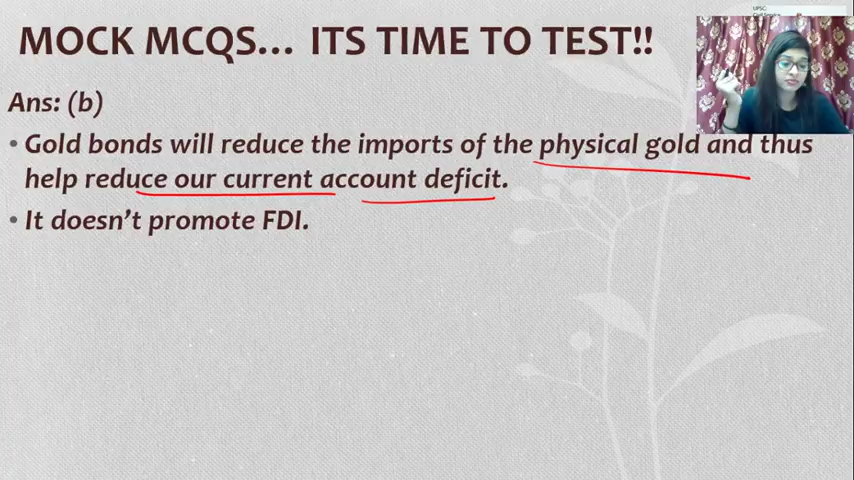 MOCK MCQS... ITS TIME TO TEST!!
UPSC
Ans: (b)
• Gold bonds will reduce the imports of the physical gold and thus
help reduce our current account deficit.
• It doesn't promote FDI.